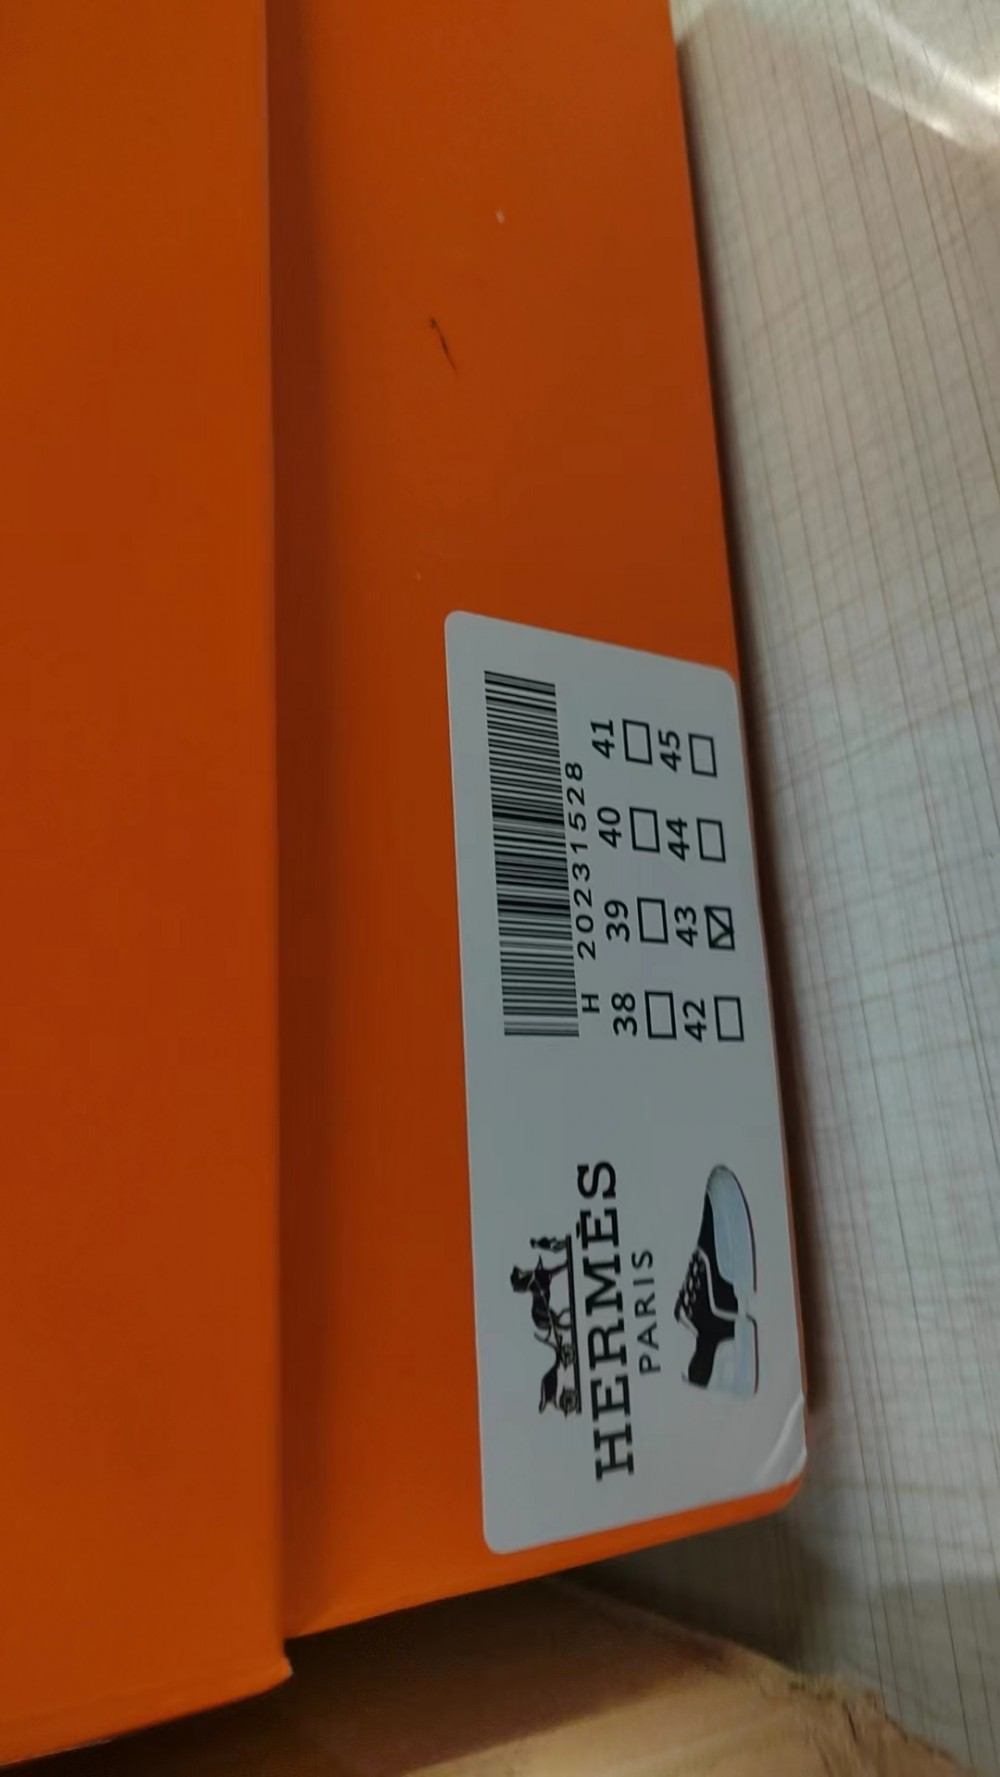 HERMÈS
PARIS
H 20231528
38 39 40 41
42 43 44 45